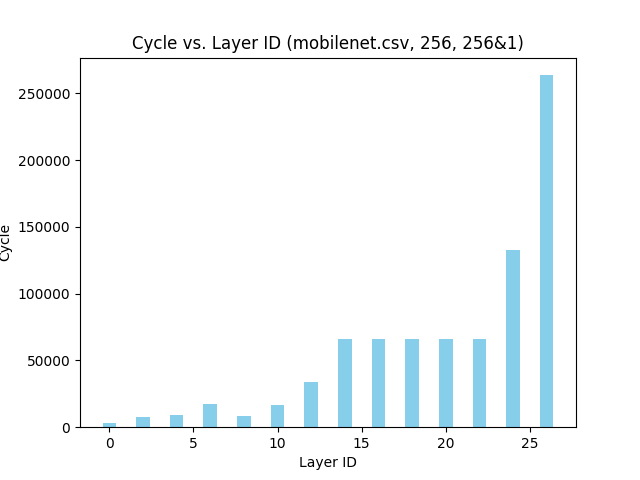 Cycle vs. Layer ID (mobilenet.csv, 256, 256&1)
250000
200000
150000
100000
50000
0
Cycle
0 5 10 15 20 25
Layer ID